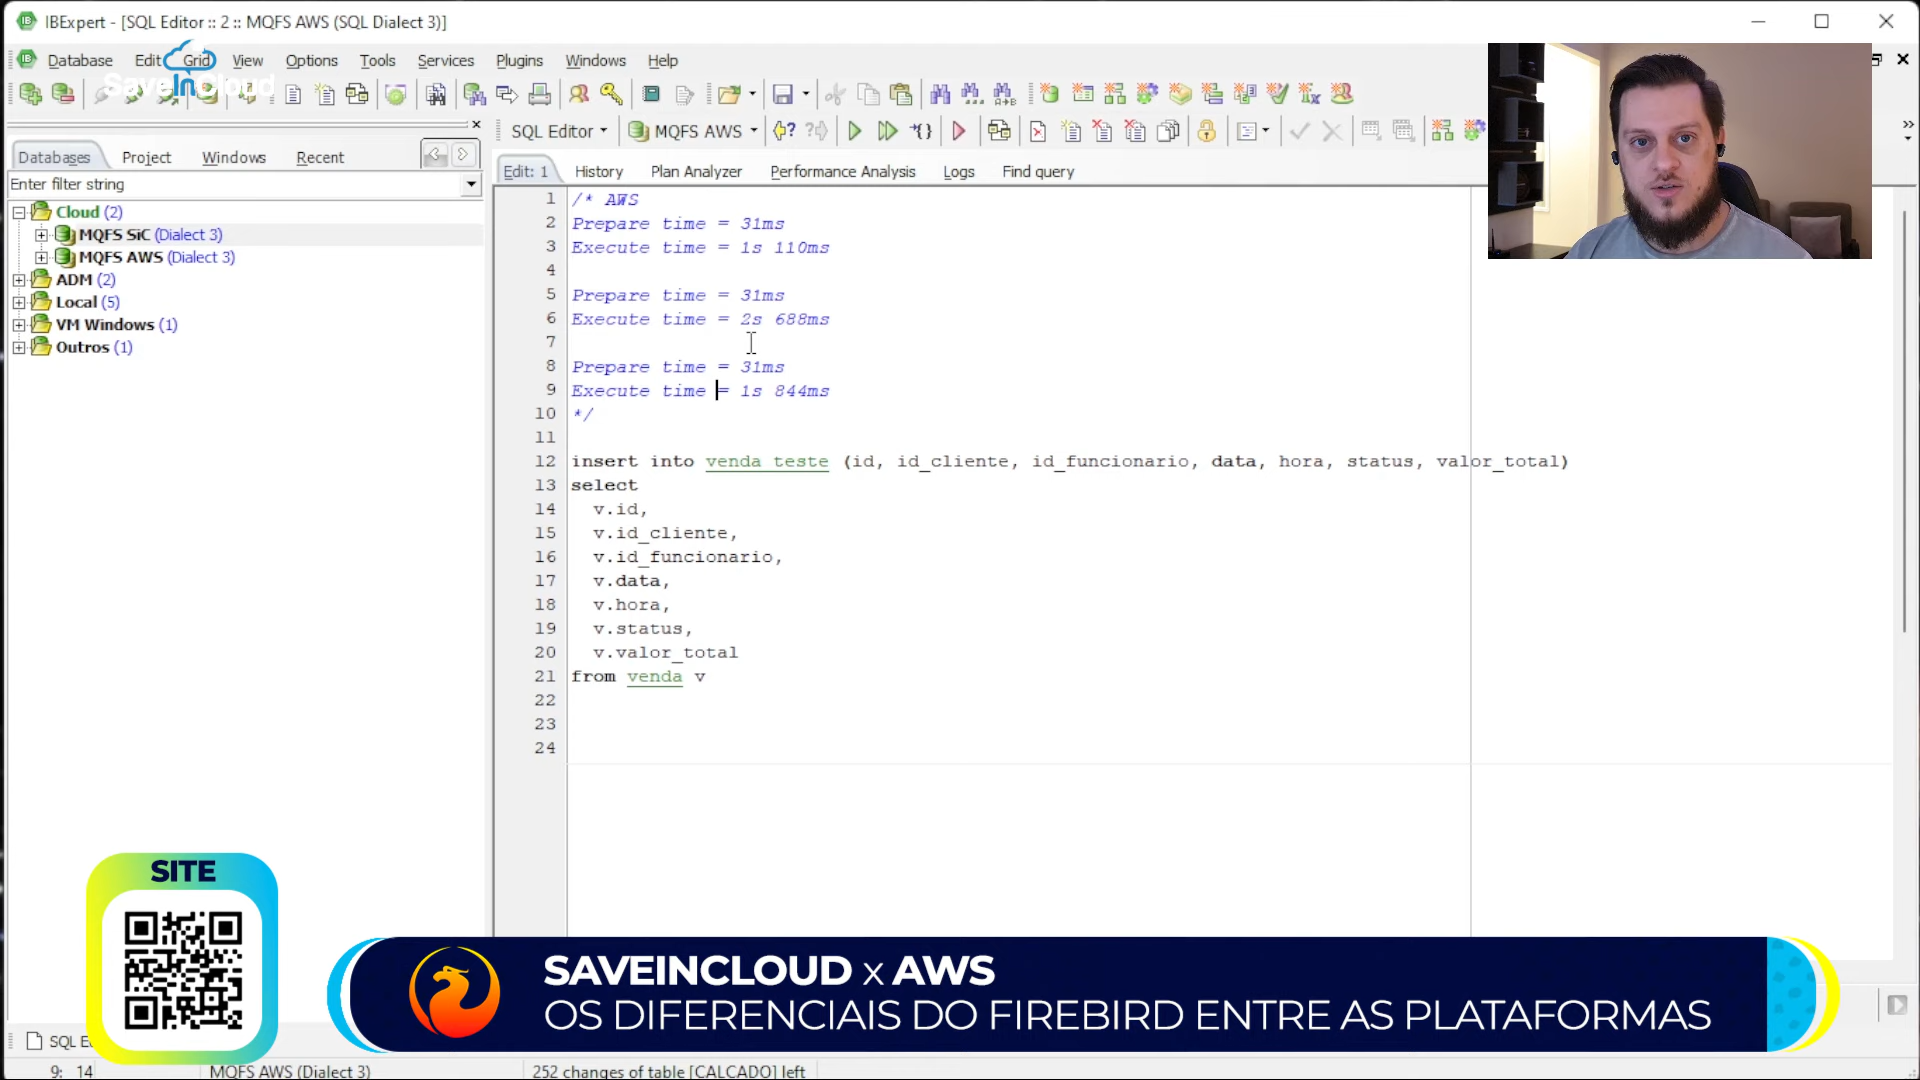 IBExpert - [SQL Editor :: 2 :: MQFS AWS (SQL Dialect 3)]
Database Edit Grid View Options Tools Services Plugins Windows Help
SaveInCloud
SQL Editor MQFS AWS
Databases Project Windows Recent
Enter filter string
Cloud (2)
MQFS SiC (Dialect 3)
MQFS AWS (Dialect 3)
ADM (2)
Local (5)
VM Windows (1)
Outros (1)
Edit: 1 History Plan Analyzer Performance Analysis Logs Find query
1 /* AWS
2 Prepare time = 31ms
3 Execute time = 1s 110ms
4
5 Prepare time = 31ms
6 Execute time = 2s 688ms
7
8 Prepare time = 31ms
9 Execute time = 1s 844ms
10 */
11
12 insert into venda_teste (id, id_cliente, id_funcionario, data, hora, status, valor_total)
13 select
14 v.id,
15 v.id_cliente,
16 v.id_funcionario,
17 v.data,
18 v.hora,
19 v.status,
20 v.valor_total
21 from venda v
22
23
24
SITE
SAVEINCLOUD x AWS
OS DIFERENCIAIS DO FIREBIRD ENTRE AS PLATAFORMAS
SQL
9: 14 MQFS AWS (Dialect 3) 252 changes of table [CALCADO] left